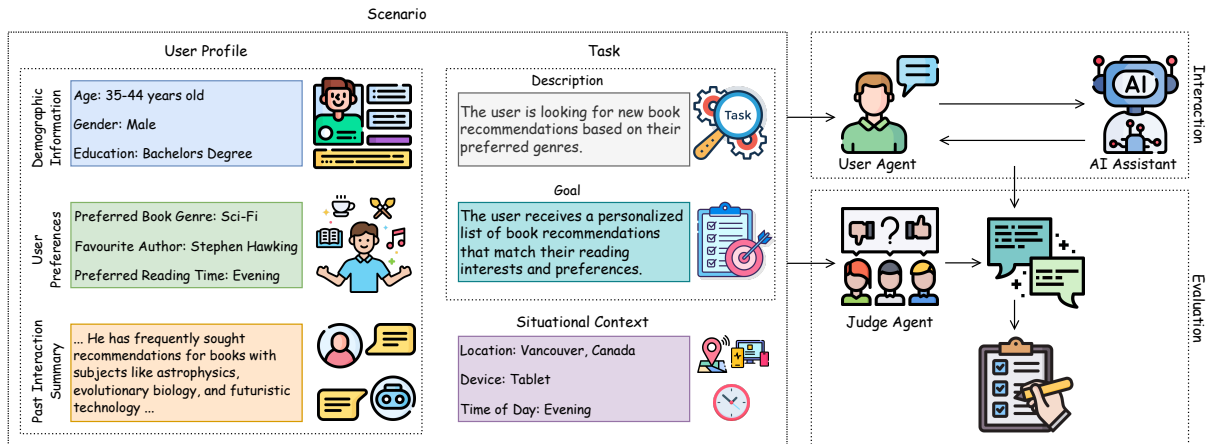 Scenario
User Profile
Demographic
Information
Age: 35-44 years old
Gender: Male
Education: Bachelors Degree
User
Preferences
Preferred Book Genre: Sci-Fi
Favourite Author: Stephen Hawking
Preferred Reading Time: Evening
Past Interaction
Summary
... He has frequently sought
recommendations for books with
subjects like astrophysics,
evolutionary biology, and futuristic
technology ...
Task
Description
The user is looking for new book
recommendations based on their
preferred genres.
Task
Goal
The user receives a personalized
list of book recommendations
that match their reading
interests and preferences.
Situational Context
Location: Vancouver, Canada
Device: Tablet
Time of Day: Evening
Interaction
User Agent
AI
AI Assistant
Evaluation
?
Judge Agent